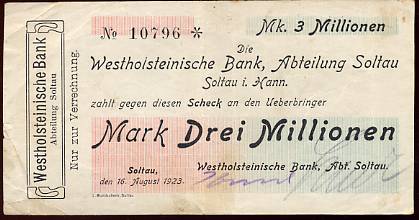 № 10796 *
Mk. 3 Millionen
Die
Westholsteinische Bank, Abteilung Soltau
Soltau i. Hann.
zahlt gegen diesen Scheck an den Ueberbringer
Mark Drei Millionen
Soltau,
den 16. August 1923.
Westholsteinische Bank, Abt. Soltau.
Westholsteinische Bank
Abteilung Soltau
Nur zur Verrechnung.